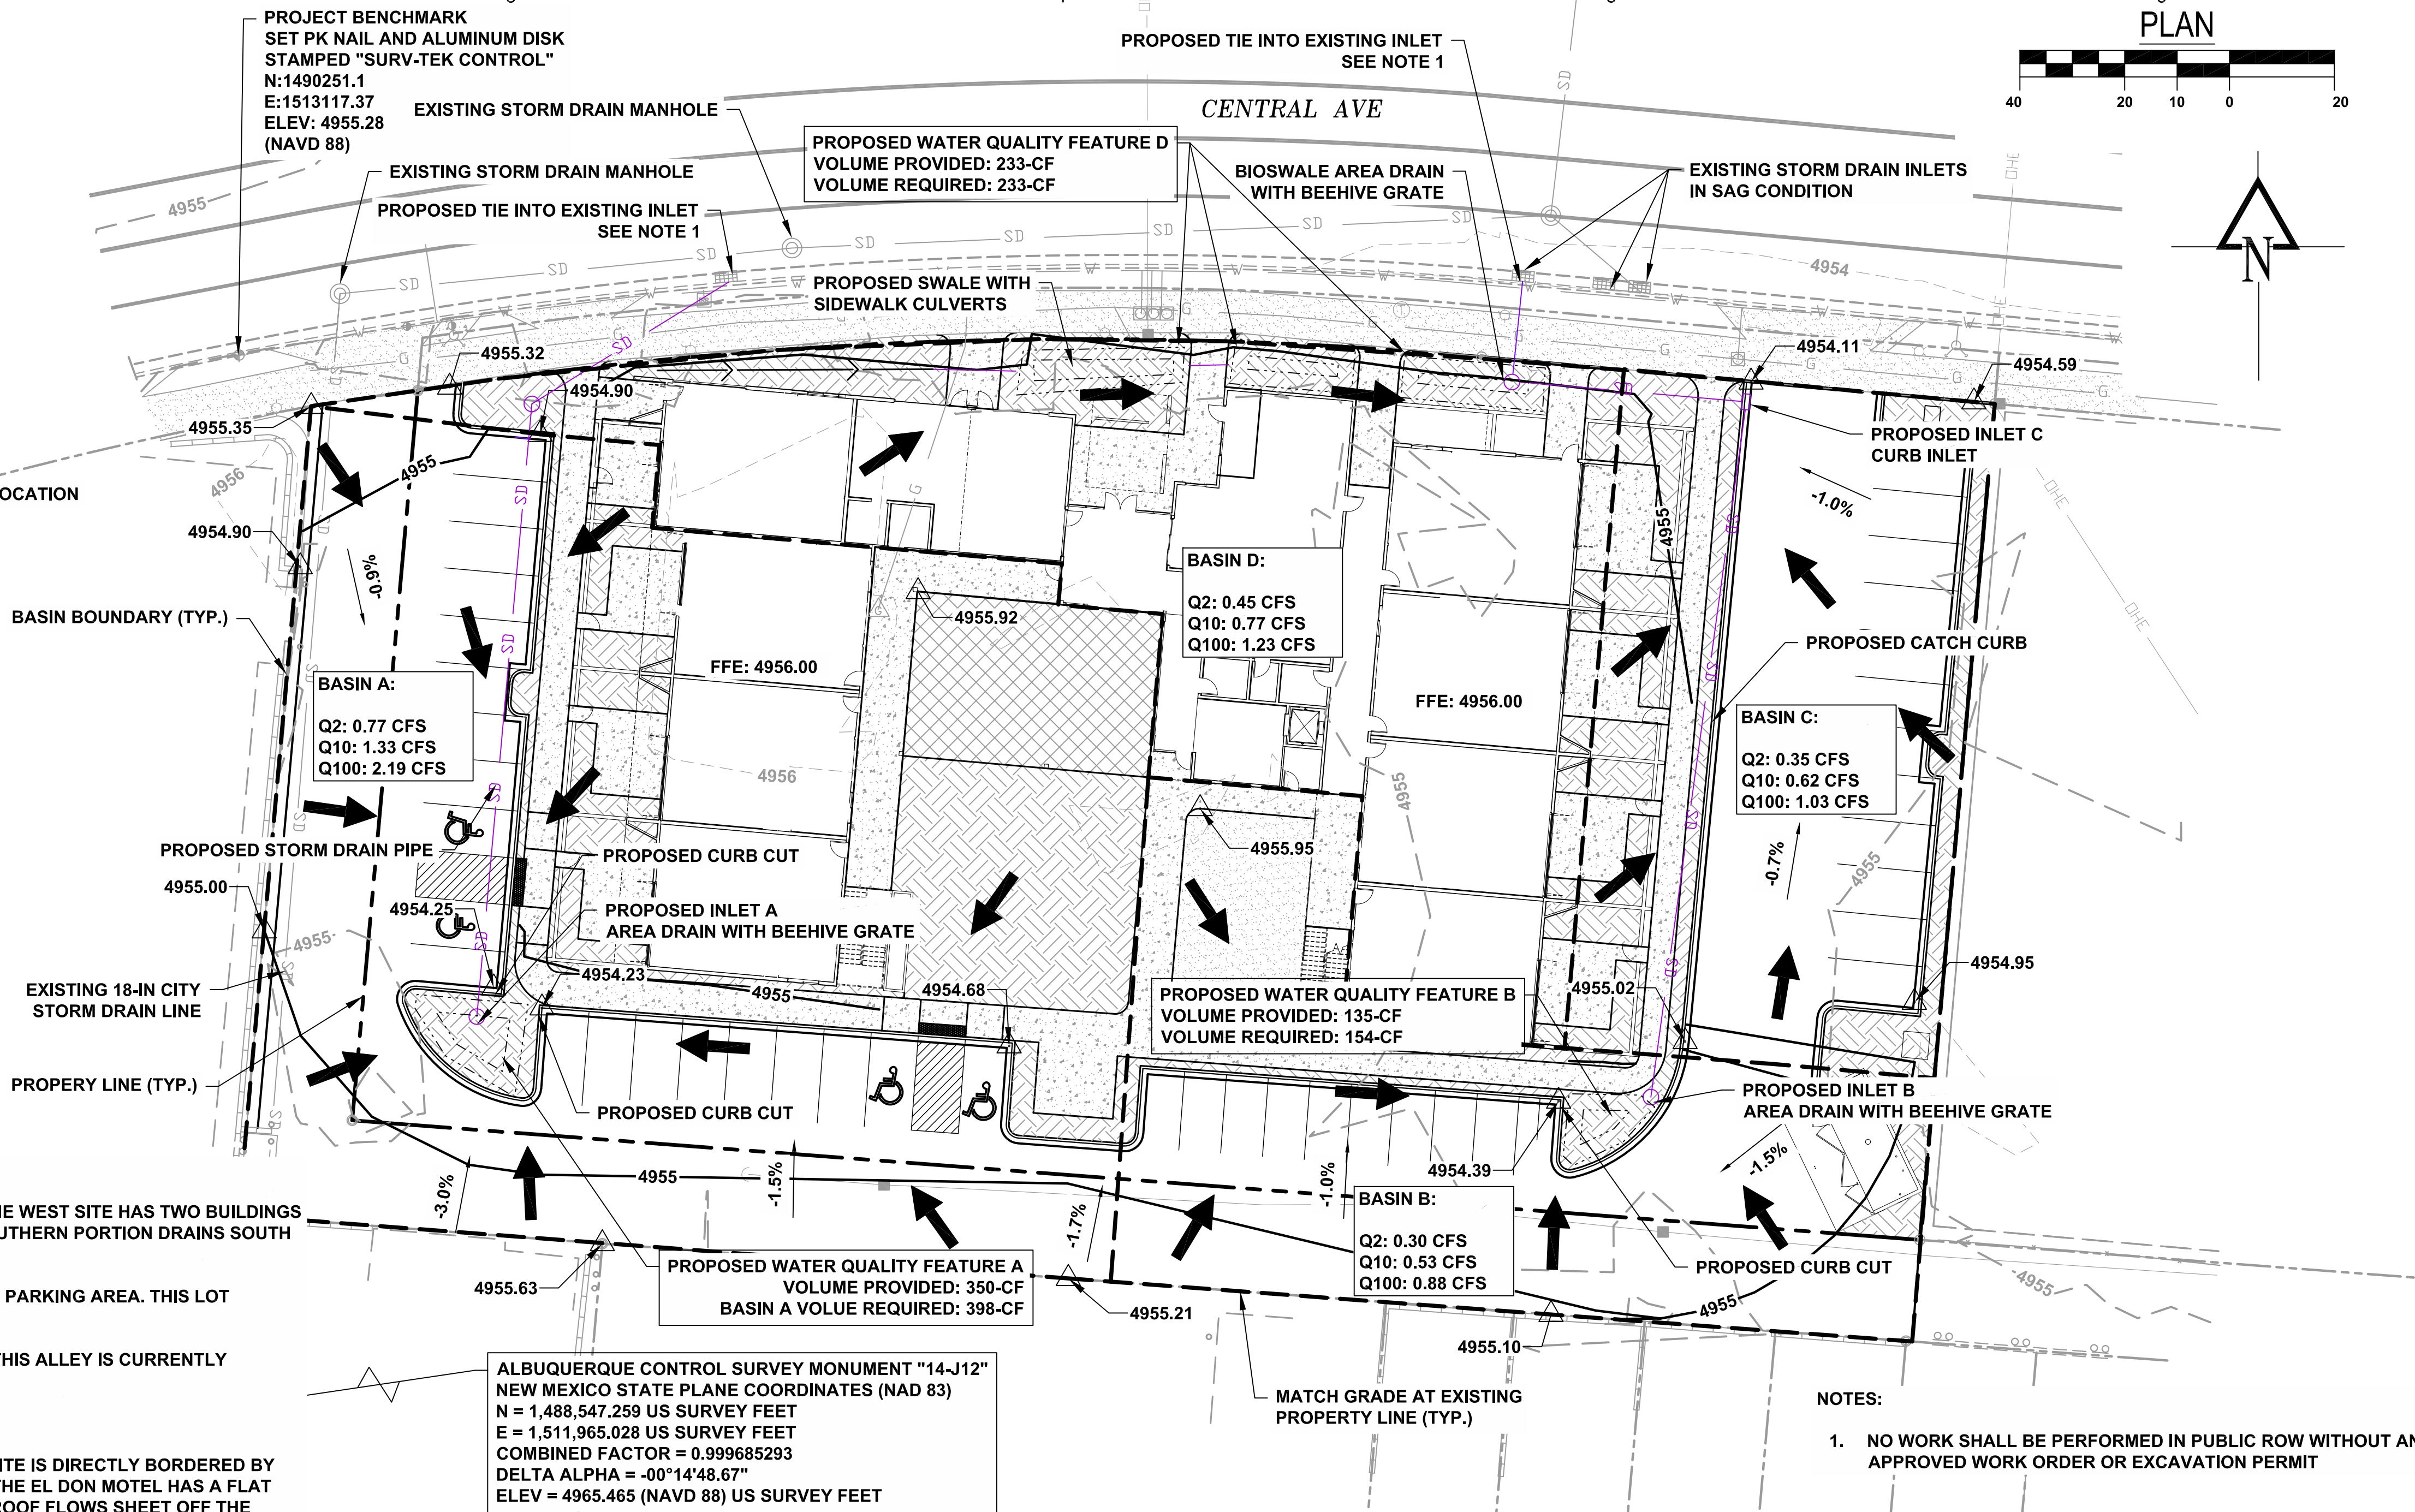 PROJECT BENCHMARK
SET PK NAIL AND ALUMINUM DISK
STAMPED "SURV-TEK CONTROL"
N:1490251.1
E:1513117.37
ELEV: 4955.28
(NAVD 88)
EXISTING STORM DRAIN MANHOLE
EXISTING STORM DRAIN MANHOLE
PROPOSED TIE INTO EXISTING INLET
SEE NOTE 1
PROPOSED WATER QUALITY FEATURE D
VOLUME PROVIDED: 233-CF
VOLUME REQUIRED: 233-CF
PROPOSED TIE INTO EXISTING INLET
SEE NOTE 1
CENTRAL AVE
BIOSWALE AREA DRAIN
WITH BEEHIVE GRATE
EXISTING STORM DRAIN INLETS
IN SAG CONDITION
PLAN
40 20 10 0 20
N
PROPOSED SWALE WITH
SIDEWALK CULVERTS
4955
4954
4955.32
4954.90
4955.35
4955
4956
4954.90
OCATION
-0.6%
4954.11
4954.59
PROPOSED INLET C
CURB INLET
-1.0%
4955
BASIN BOUNDARY (TYP.)
BASIN A:
Q2: 0.77 CFS
Q10: 1.33 CFS
Q100: 2.19 CFS
FFE: 4956.00
4956
4955.92
BASIN D:
Q2: 0.45 CFS
Q10: 0.77 CFS
Q100: 1.23 CFS
FFE: 4956.00
4955
PROPOSED CATCH CURB
BASIN C:
Q2: 0.35 CFS
Q10: 0.62 CFS
Q100: 1.03 CFS
-0.7%
4955
PROPOSED STORM DRAIN PIPE
4955.00
4954.25
4955
PROPOSED CURB CUT
PROPOSED INLET A
AREA DRAIN WITH BEEHIVE GRATE
4954.23
4955
4954.68
4955.95
PROPOSED WATER QUALITY FEATURE B
VOLUME PROVIDED: 135-CF
VOLUME REQUIRED: 154-CF
4955.02
4954.95
EXISTING 18-IN CITY
STORM DRAIN LINE
PROPERY LINE (TYP.)
PROPOSED CURB CUT
PROPOSED INLET B
AREA DRAIN WITH BEEHIVE GRATE
-1.5%
4954.39
-3.0%
4955
-1.5%
-1.7%
-1.0%
BASIN B:
Q2: 0.30 CFS
Q10: 0.53 CFS
Q100: 0.88 CFS
PROPOSED CURB CUT
4955
4955
4955.63
PROPOSED WATER QUALITY FEATURE A
VOLUME PROVIDED: 350-CF
BASIN A VOLUE REQUIRED: 398-CF
4955.21
4955.10
MATCH GRADE AT EXISTING
PROPERTY LINE (TYP.)
HE WEST SITE HAS TWO BUILDINGS
UTHERN PORTION DRAINS SOUTH
PARKING AREA. THIS LOT
THIS ALLEY IS CURRENTLY
ITE IS DIRECTLY BORDERED BY
THE EL DON MOTEL HAS A FLAT
ROOF FLOWS SHEET OFF THE
ALBUQUERQUE CONTROL SURVEY MONUMENT "14-J12"
NEW MEXICO STATE PLANE COORDINATES (NAD 83)
N = 1,488,547.259 US SURVEY FEET
E = 1,511,965.028 US SURVEY FEET
COMBINED FACTOR = 0.999685293
DELTA ALPHA = -00°14'48.67"
ELEV = 4965.465 (NAVD 88) US SURVEY FEET
NOTES:
1. NO WORK SHALL BE PERFORMED IN PUBLIC ROW WITHOUT AN
APPROVED WORK ORDER OR EXCAVATION PERMIT